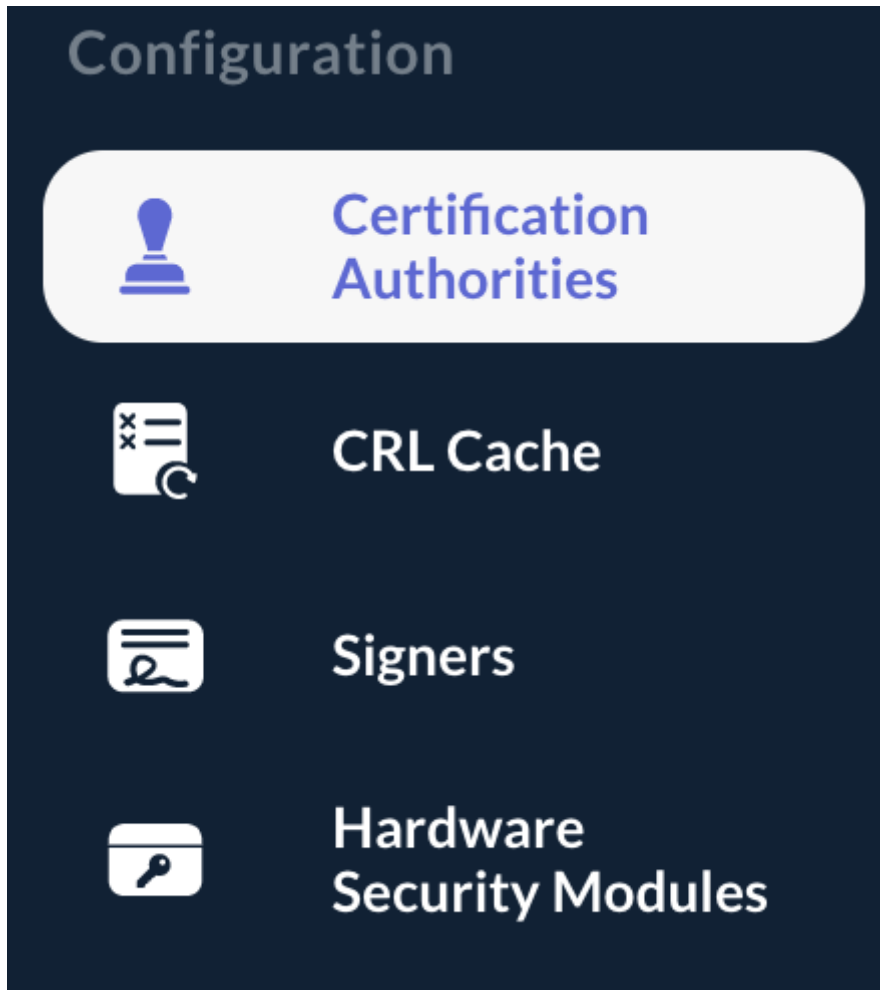 Configuration
Certification
Authorities
CRL Cache
Signers
Hardware
Security Modules